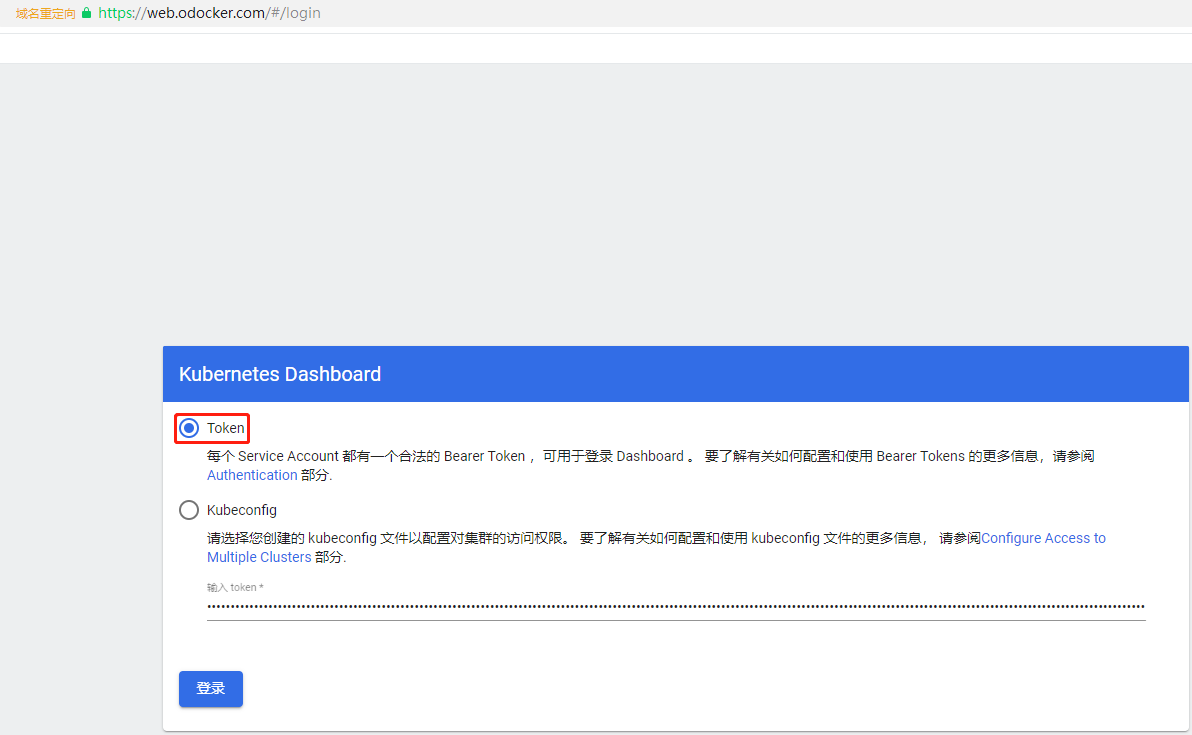 域名重定向 https://web.odocker.com/#/login
Kubernetes Dashboard
Token
每个 Service Account 都有一个合法的 Bearer Token ，可用于登录 Dashboard 。 要了解有关如何配置和使用 Bearer Tokens 的更多信息，请参阅
Authentication 部分.
Kubeconfig
请选择您创建的 kubeconfig 文件以配置对集群的访问权限。 要了解有关如何配置和使用 kubeconfig 文件的更多信息， 请参阅Configure Access to
Multiple Clusters 部分.
输入 token *
登录